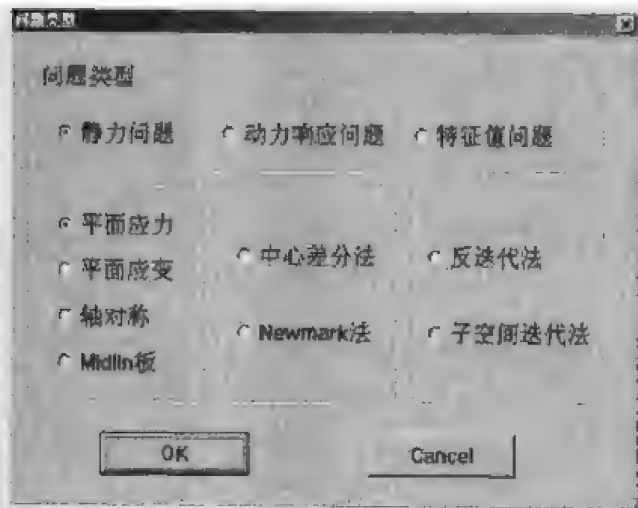 问题类型
静力问题 动力响应问题 特征值问题
平面应力
平面应变
轴对称
Midlin板
中心差分法
Newmark法
反迭代法
子空间迭代法
OK Cancel